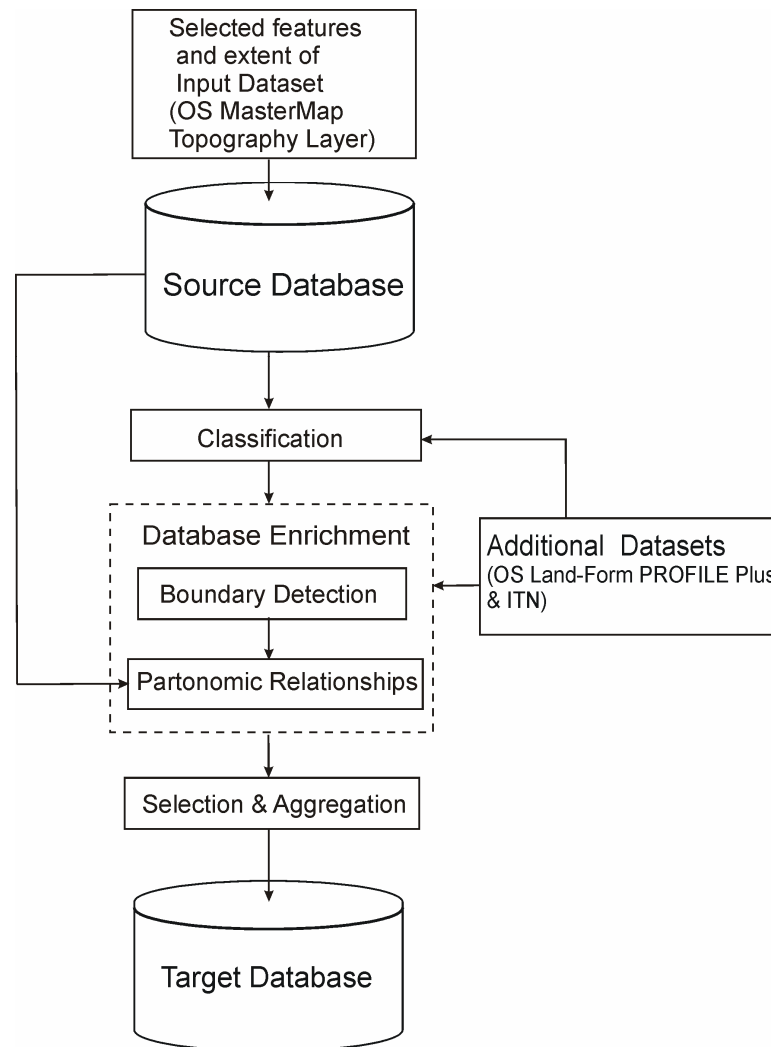 Selected features
and extent of
Input Dataset
(OS MasterMap
Topography Layer)
Source Database
Classification
Database Enrichment
Boundary Detection
Partonomic Relationships
Additional Datasets
(OS Land-Form PROFILE Plus
& ITN)
Selection & Aggregation
Target Database